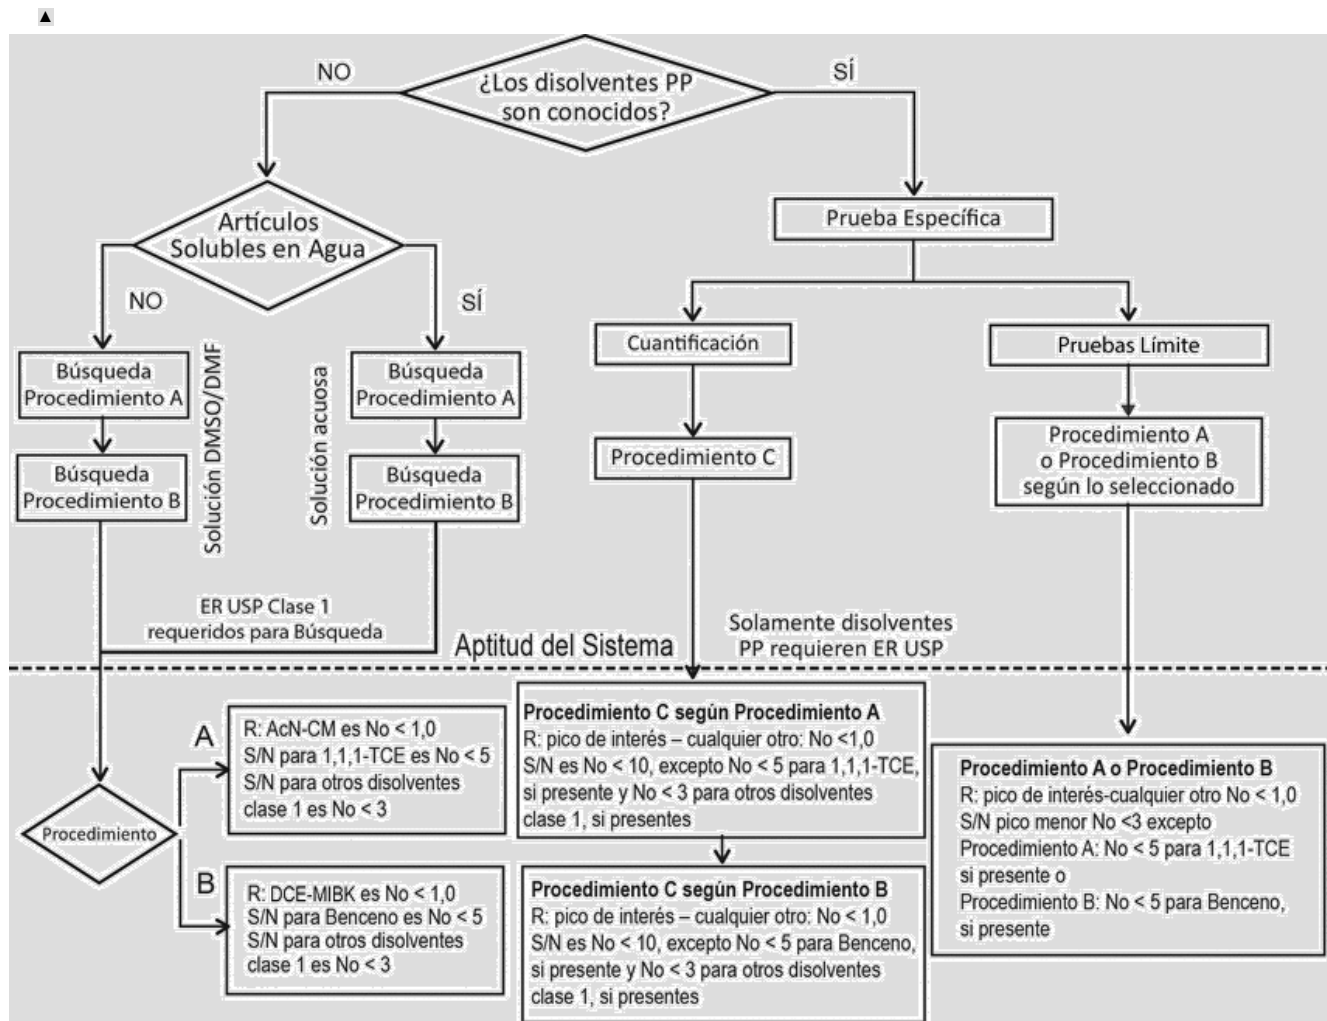 ▲
¿Los disolventes PP
son conocidos?
NO
SÍ
Artículos
Solubles en Agua
NO
SÍ
Búsqueda
Procedimiento A
Búsqueda
Procedimiento B
Solución DMSO/DMF
Solución acuosa
Búsqueda
Procedimiento A
Búsqueda
Procedimiento B
ER USP Clase 1
requeridos para Búsqueda
Prueba Específica
Cuantificación
Procedimiento C
Pruebas Límite
Procedimiento A
o Procedimiento B
según lo seleccionado
Solamente disolventes
PP requieren ER USP
Aptitud del Sistema
Procedimiento
A
R: AcN-CM es No < 1,0
S/N para 1,1,1-TCE es No < 5
S/N para otros disolventes
clase 1 es No < 3
B
R: DCE-MIBK es No < 1,0
S/N para Benceno es No < 5
S/N para otros disolventes
clase 1 es No < 3
Procedimiento C según Procedimiento A
R: pico de interés – cualquier otro: No <1,0
S/N es No < 10, excepto No < 5 para 1,1,1-TCE,
si presente y No < 3 para otros disolventes
clase 1, si presentes
Procedimiento C según Procedimiento B
R: pico de interés – cualquier otro: No < 1,0
S/N es No < 10, excepto No < 5 para Benceno,
si presente y No < 3 para otros disolventes
clase 1, si presentes
Procedimiento A o Procedimiento B
R: pico de interés-cualquier otro No < 1,0
S/N pico menor No <3 excepto
Procedimiento A: No < 5 para 1,1,1-TCE
si presente o
Procedimiento B: No < 5 para Benceno,
si presente